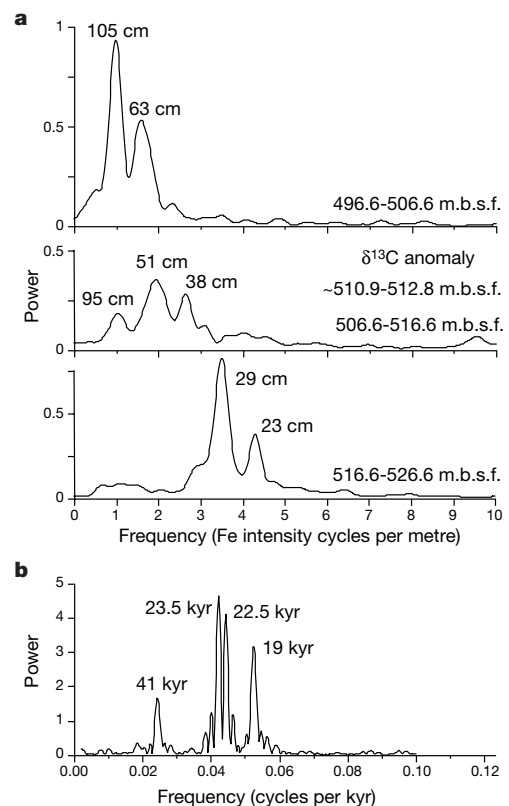 a
1
105 cm
63 cm
0.5
496.6-506.6 m.b.s.f.
0
0.5
51 cm
δ¹³C anomaly
38 cm
~510.9-512.8 m.b.s.f.
95 cm
506.6-516.6 m.b.s.f.
Power
0
29 cm
0.5
23 cm
516.6-526.6 m.b.s.f.
0
0 1 2 3 4 5 6 7 8 9 10
Frequency (Fe intensity cycles per metre)
b
5
23.5 kyr
22.5 kyr
4
19 kyr
3
Power
41 kyr
2
1
0
0.00 0.02 0.04 0.06 0.08 0.10 0.12
Frequency (cycles per kyr)